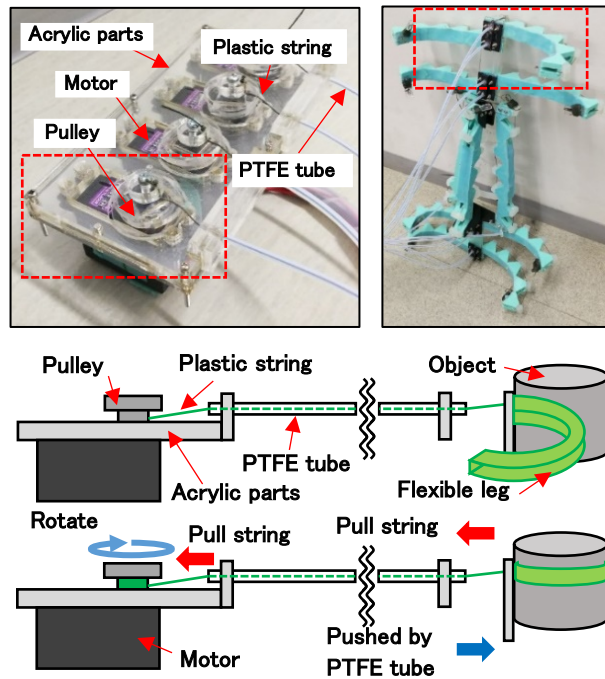 Acrylic parts
Plastic string
Motor
Pulley
PTFE tube
Pulley
Plastic string
Object
PTFE tube
Acrylic parts
Flexible leg
Rotate
Pull string
Pull string
Motor
Pushed by
PTFE tube